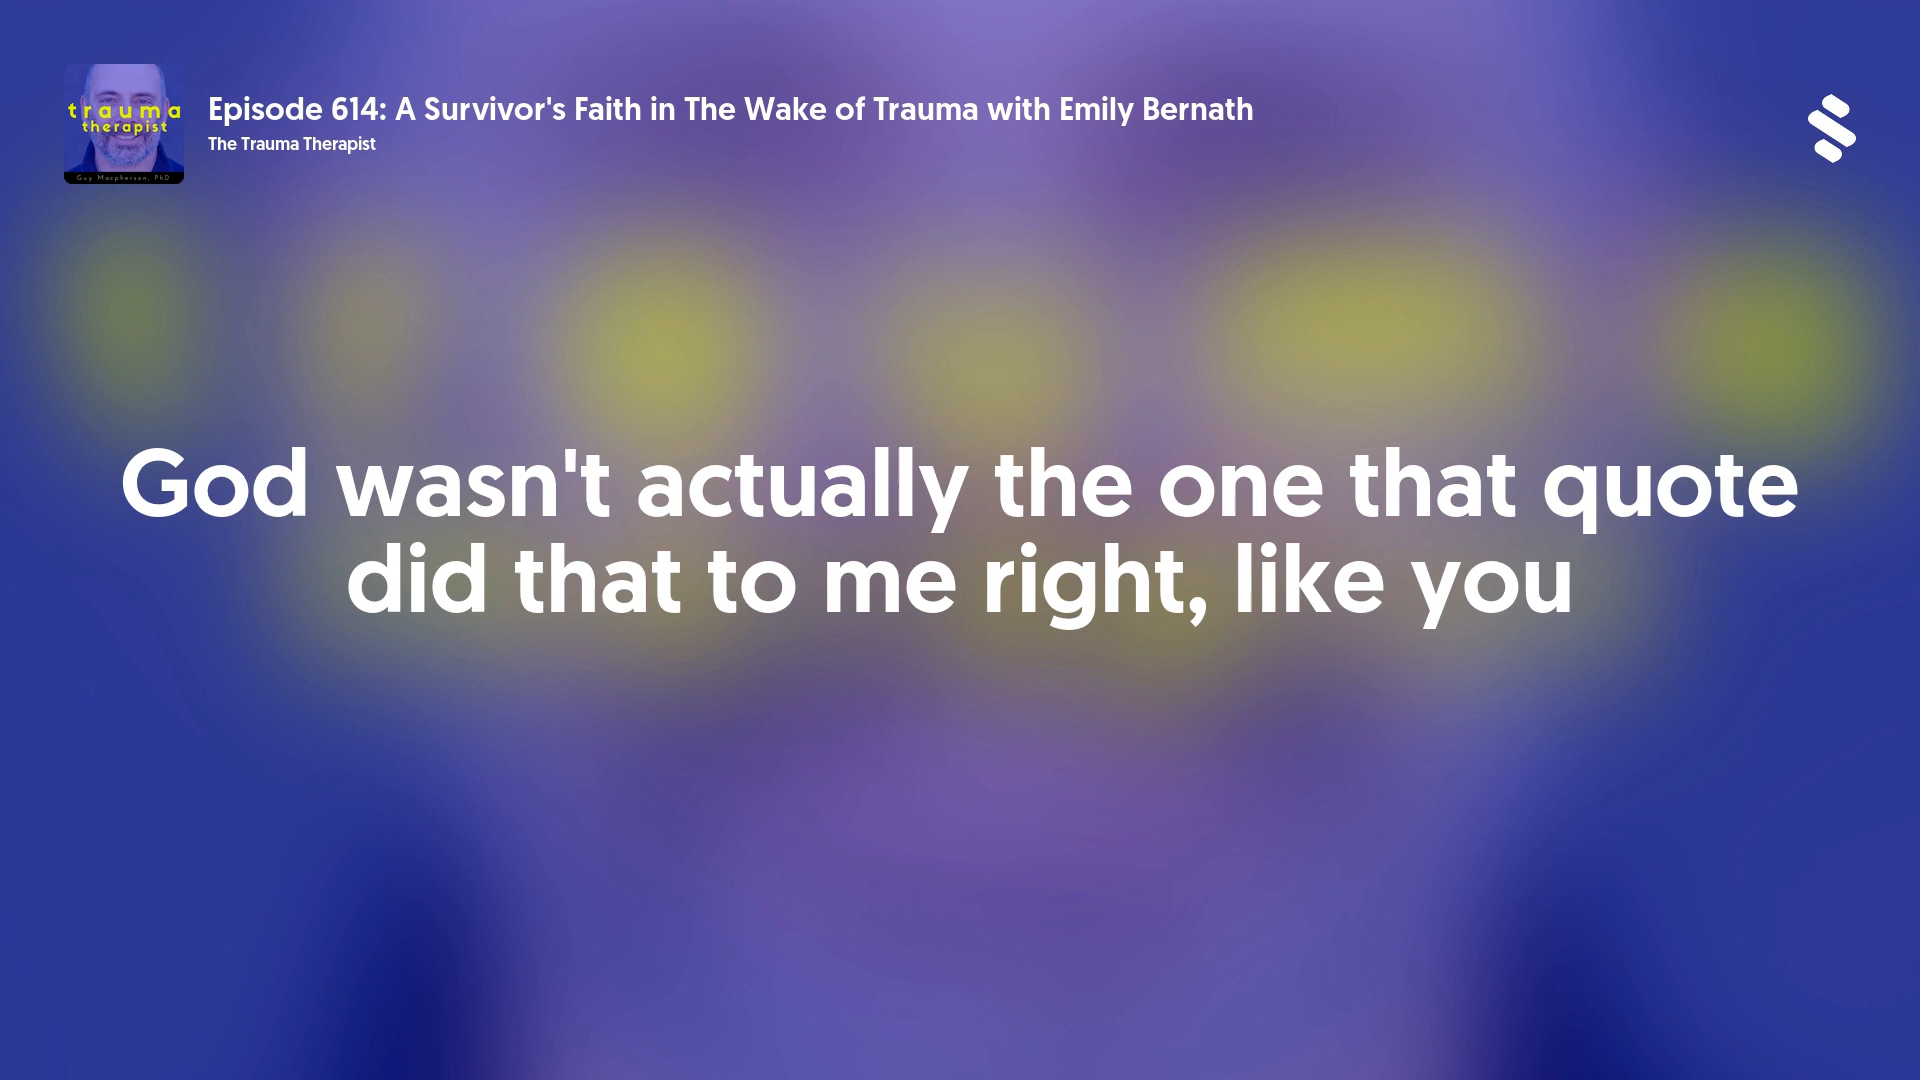 trauma
therapist
Guy Macpherson, PhD
Episode 614: A Survivor's Faith in The Wake of Trauma with Emily Bernath
The Trauma Therapist
God wasn't actually the one that quote
did that to me right, like you